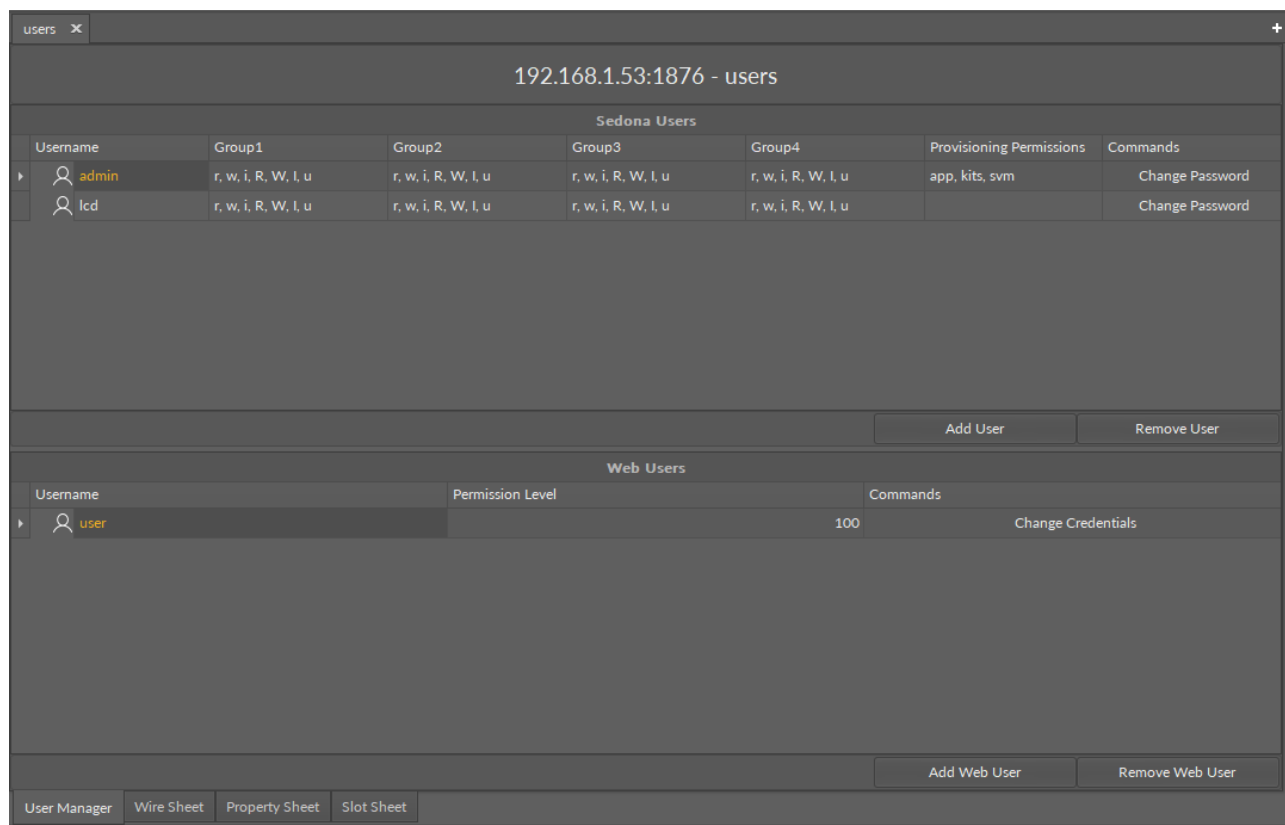 users ✕ +
192.168.1.53:1876 - users
Sedona Users
Username Group1 Group2 Group3 Group4 Provisioning Permissions Commands
admin r, w, i, R, W, I, u r, w, i, R, W, I, u r, w, i, R, W, I, u r, w, i, R, W, I, u app, kits, svm Change Password
lcd r, w, i, R, W, I, u r, w, i, R, W, I, u r, w, i, R, W, I, u r, w, i, R, W, I, u Change Password
Add User Remove User
Web Users
Username Permission Level Commands
user 100 Change Credentials
Add Web User Remove Web User
User Manager Wire Sheet Property Sheet Slot Sheet